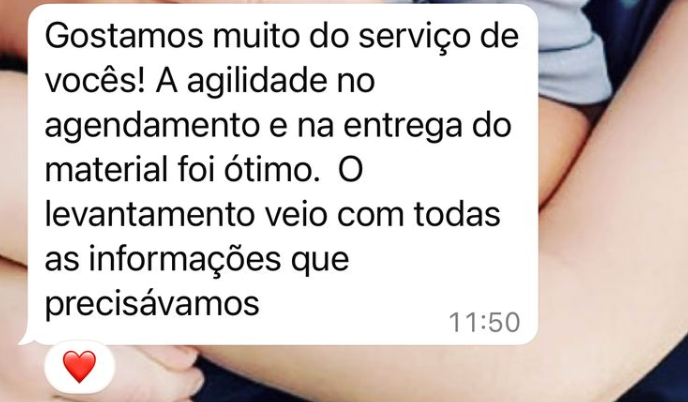 Gostamos muito do serviço de
vocês! A agilidade no
agendamento e na entrega do
material foi ótimo.  O
levantamento veio com todas
as informações que
precisávamos
11:50